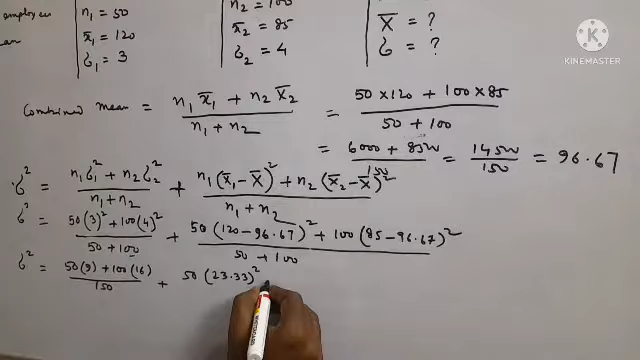 employees n₁ = 50 n₂ = 100 X̄ = ?
x̄₁ = 120 x̄₂ = 85 σ = ?
σ₁ = 3 σ₂ = 4
KINEMASTER
Combined mean = n₁ x̄₁ + n₂ x̄₂ / n₁ + n₂ = 50 × 120 + 100 × 85 / 50 + 100
= 6000 + 8500 / 150 = 14500 / 150 = 96.67
σ² = n₁σ₁² + n₂σ₂² / n₁ + n₂ + n₁(x̄₁ - X̄)² + n₂(x̄₂ - X̄)² / n₁ + n₂
σ² = 50(3)² + 100(4)² / 50 + 100 + 50(120 - 96.67)² + 100(85 - 96.67)² / 50 + 100
σ² = 50(9) + 100(16) / 150 + 50(23.33)²